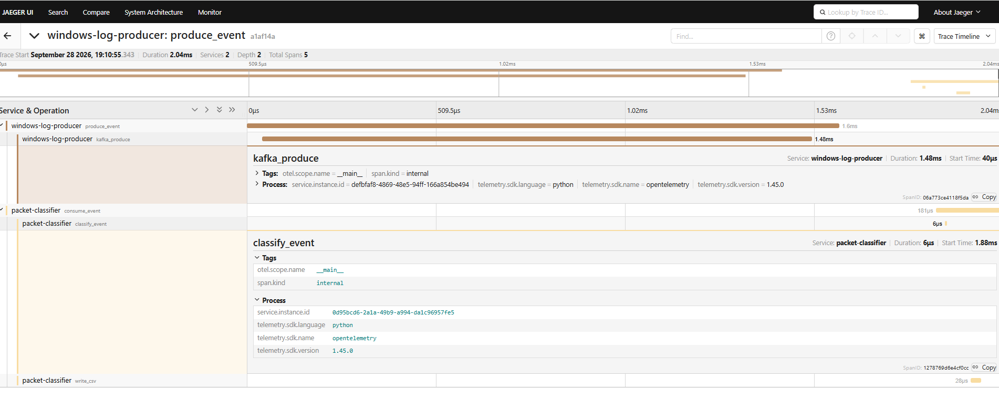 JAEGER UI Search Compare System Architecture Monitor Lookup by Trace ID... About Jaeger
windows-log-producer: produce_event a1af14a Find... Trace Timeline
Trace Start September 28 2026, 19:10:55.343 Duration 2.04ms Services 2 Depth 2 Total Spans 5
0μs 509.5μs 1.02ms 1.53ms 2.04ms
Service & Operation 0μs 509.5μs 1.02ms 1.53ms 2.04ms
windows-log-producer produce_event 1.6ms
windows-log-producer kafka_produce 1.48ms
kafka_produce Service: windows-log-producer Duration: 1.48ms Start Time: 40μs
Tags: otel.scope.name = __main__ span.kind = internal
Process: service.instance.id = defbfaf8-4869-48e5-94ff-166a854be494 telemetry.sdk.language = python telemetry.sdk.name = opentelemetry telemetry.sdk.version = 1.45.0
SpanID: 06a773ce4118f5da Copy
packet-classifier consume_event 181μs
packet-classifier classify_event 6μs
classify_event Service: packet-classifier Duration: 6μs Start Time: 1.88ms
Tags
otel.scope.name __main__
span.kind internal
Process
service.instance.id 0d95bcd6-2a1a-49b9-a994-da1c96957fe5
telemetry.sdk.language python
telemetry.sdk.name opentelemetry
telemetry.sdk.version 1.45.0
SpanID: 1278769d6e4cf0cc Copy
packet-classifier write_csv 28μs